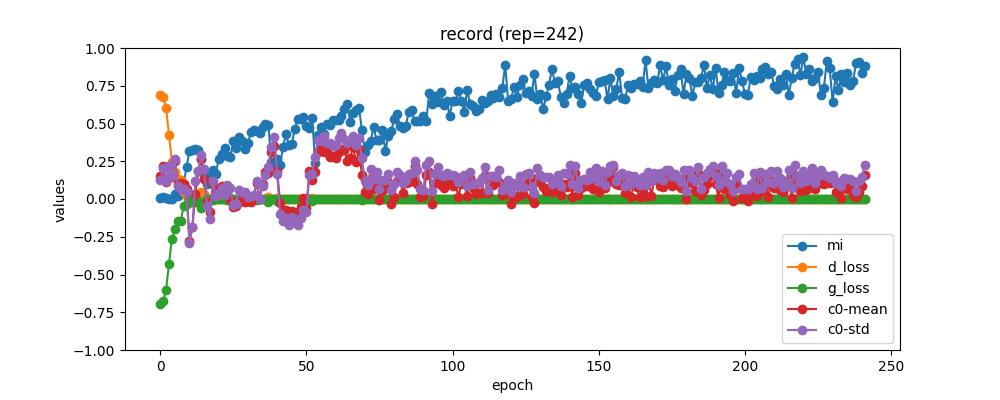 record (rep=242)
1.00
0.75
0.50
0.25
0.00
−0.25
−0.50
−0.75
−1.00
values
0 50 100 150 200 250
epoch
mi
d_loss
g_loss
c0-mean
c0-std